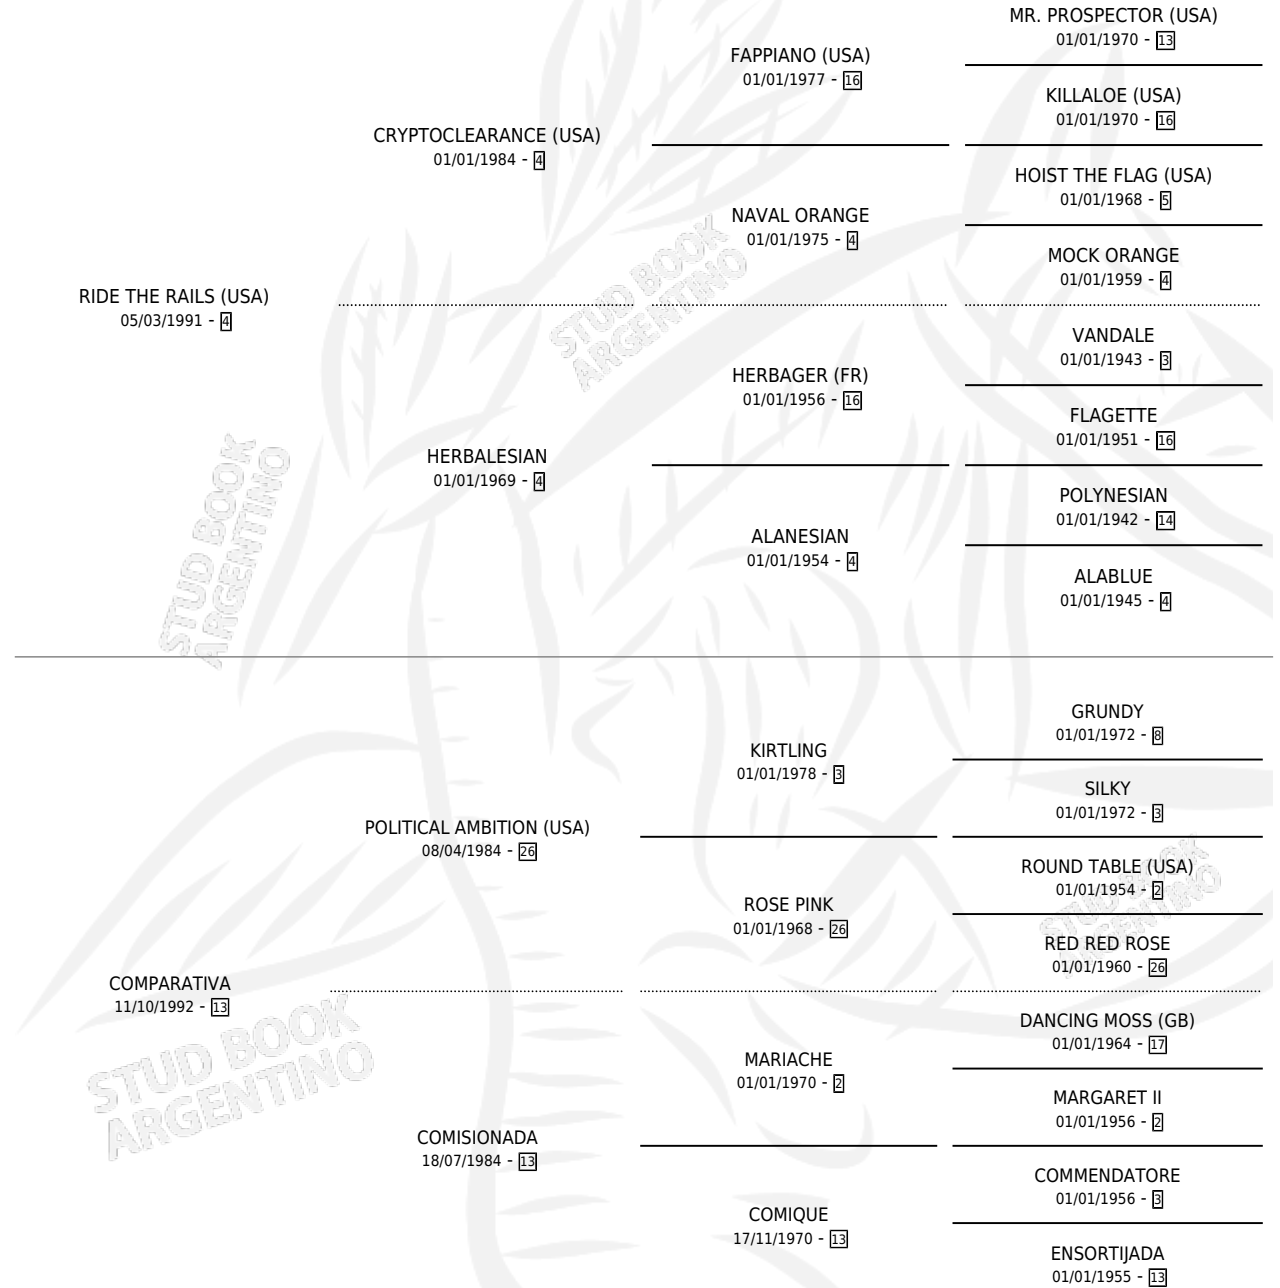 MR. PROSPECTOR (USA)
01/01/1970 - 13
FAPPIANO (USA)
01/01/1977 - 16
KILLALOE (USA)
01/01/1970 - 16
CRYPTOCLEARANCE (USA)
01/01/1984 - 4
HOIST THE FLAG (USA)
01/01/1968 - 5
NAVAL ORANGE
01/01/1975 - 4
MOCK ORANGE
01/01/1959 - 4
RIDE THE RAILS (USA)
05/03/1991 - 4
VANDALE
01/01/1943 - 3
HERBAGER (FR)
01/01/1956 - 16
FLAGETTE
01/01/1951 - 16
HERBALESIAN
01/01/1969 - 4
POLYNESIAN
01/01/1942 - 14
ALANESIAN
01/01/1954 - 4
ALABLUE
01/01/1945 - 4
GRUNDY
01/01/1972 - 8
KIRTLING
01/01/1978 - 3
SILKY
01/01/1972 - 3
POLITICAL AMBITION (USA)
08/04/1984 - 26
ROUND TABLE (USA)
01/01/1954 - 2
ROSE PINK
01/01/1968 - 26
RED RED ROSE
01/01/1960 - 26
COMPARATIVA
11/10/1992 - 13
DANCING MOSS (GB)
01/01/1964 - 17
MARIACHE
01/01/1970 - 2
MARGARET II
01/01/1956 - 2
COMISIONADA
18/07/1984 - 13
COMMENDATORE
01/01/1956 - 3
COMIQUE
17/11/1970 - 13
ENSORTIJADA
01/01/1955 - 13
STUD BOOK
ARGENTINO
STUD BOOK
ARGENTINO
STUD BOOK
ARGENTINO
STUD BOOK
ARGENTINO